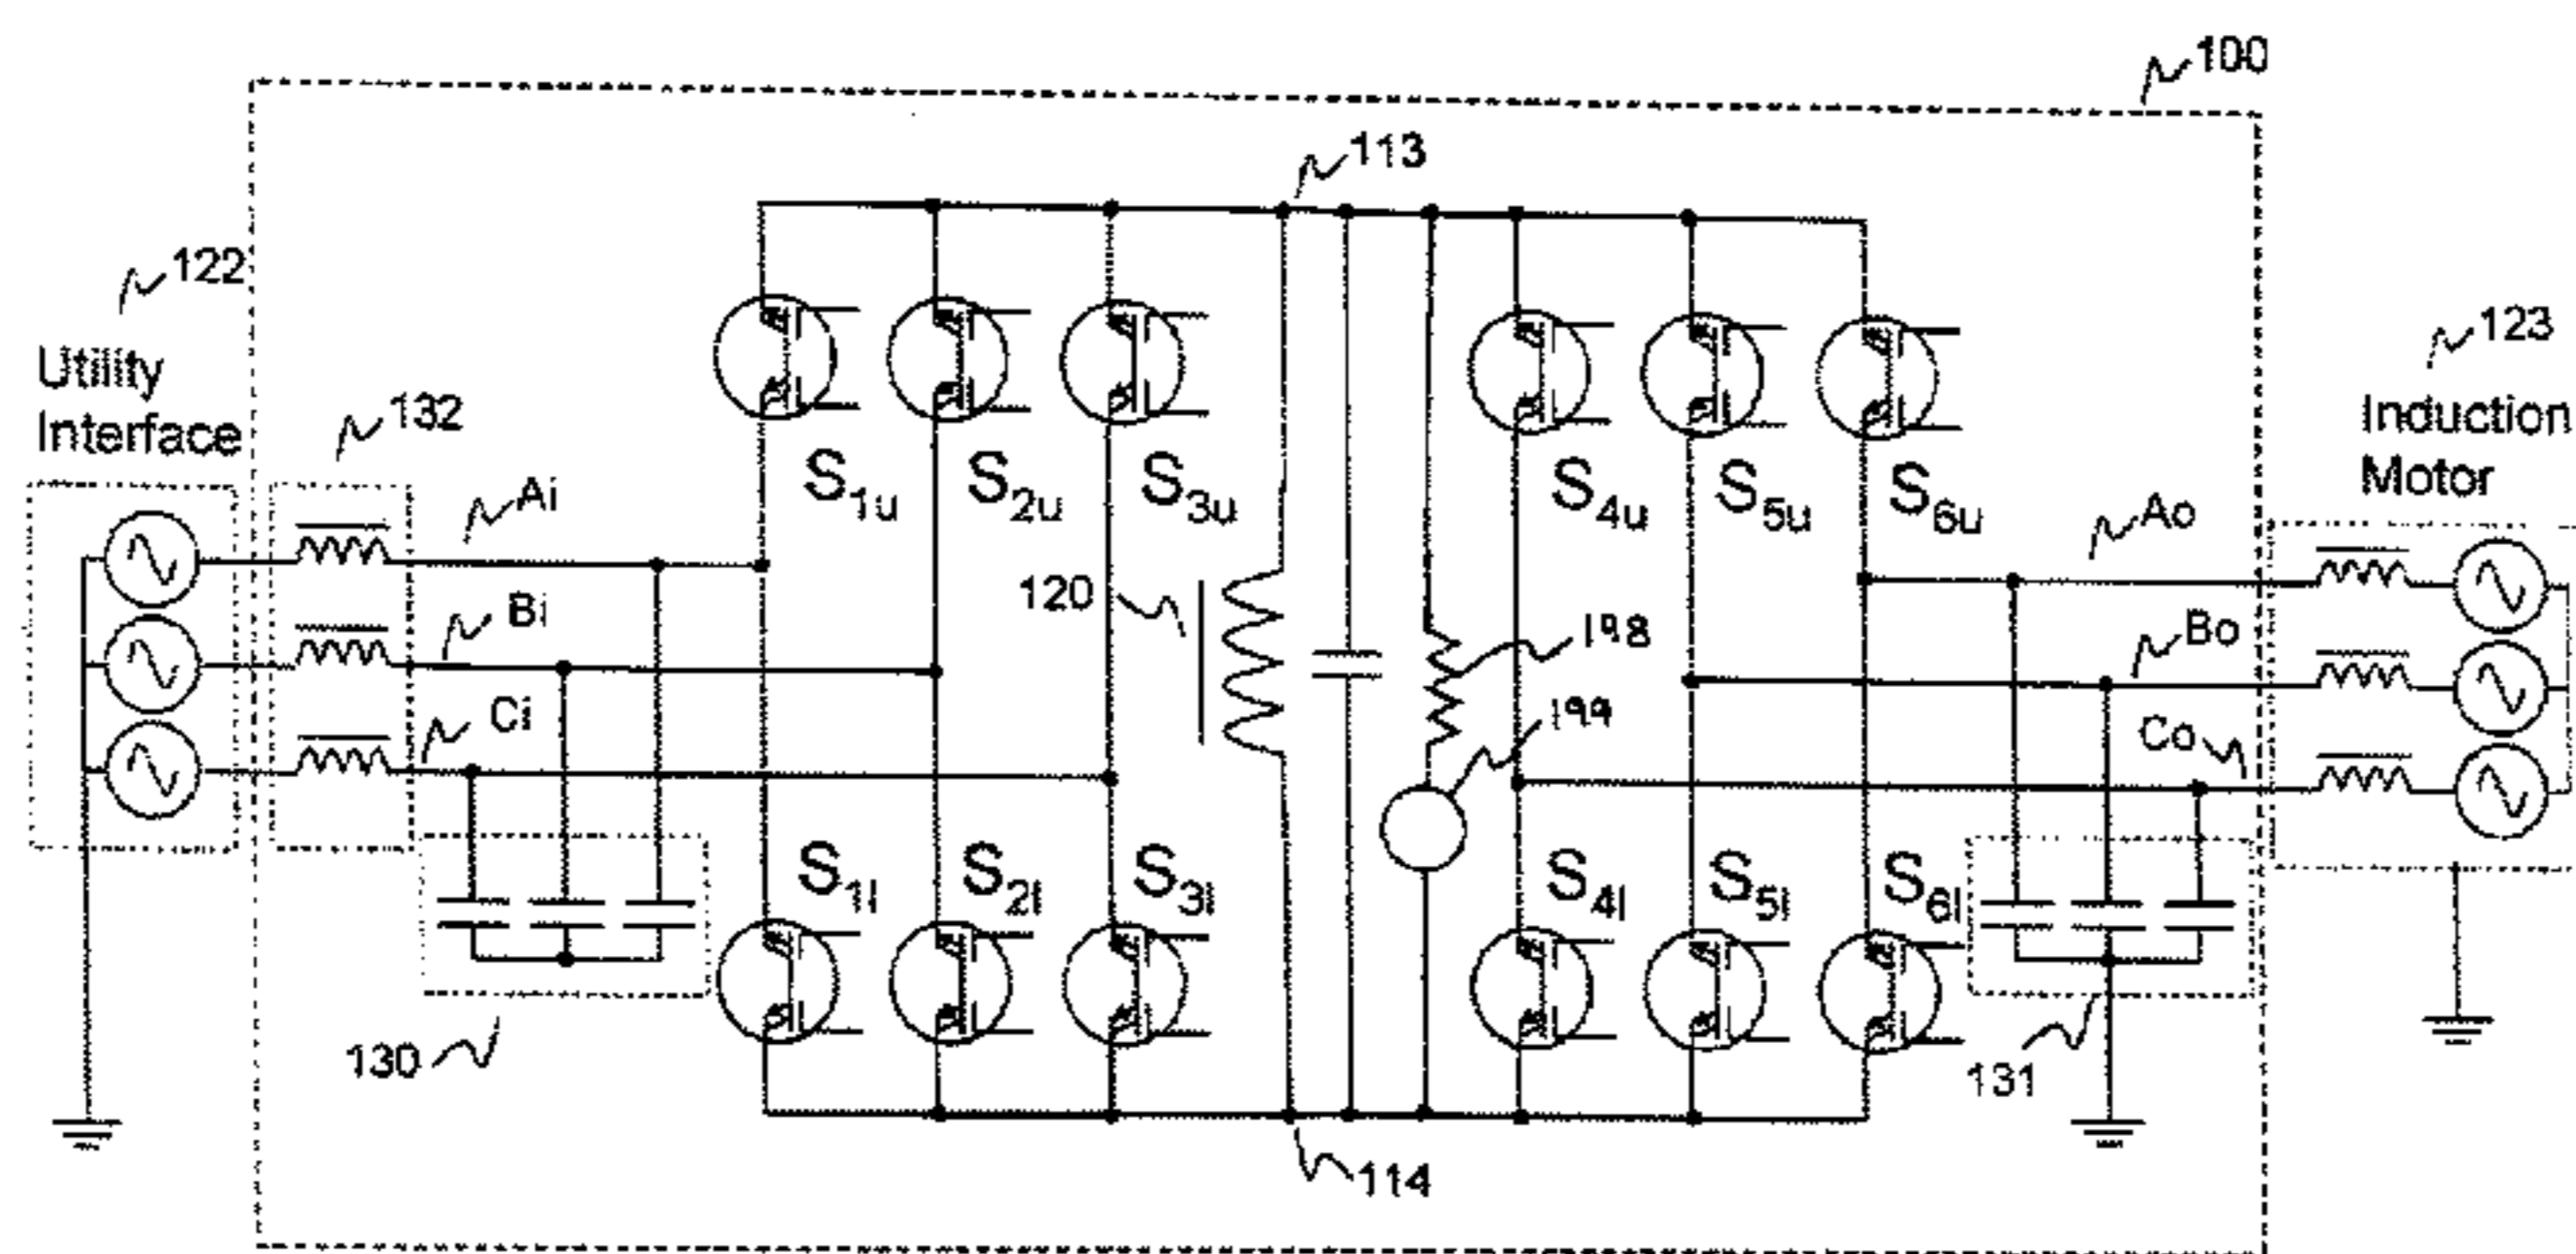 100
113
122
Utility
Interface
132
123
Induction
Motor
Ai
Bi
Ci
S1u
S2u
S3u
S4u
S5u
S6u
Ao
Bo
Co
120
198
199
S1l
S2l
S3l
S4l
S5l
S6l
130
131
114